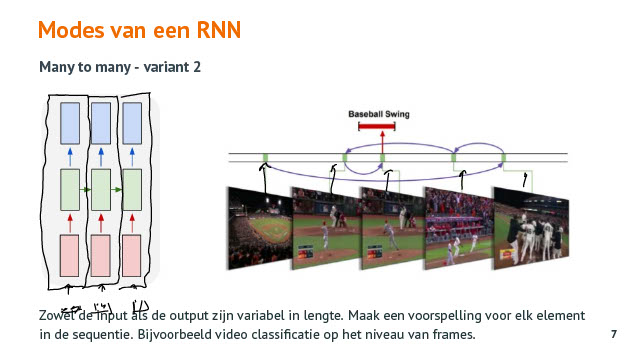 Modes van een RNN
Many to many - variant 2
Baseball Swing
Zowel de input als de output zijn variabel in lengte. Maak een voorspelling voor elk element
in de sequentie. Bijvoorbeeld video classificatie op het niveau van frames.
7